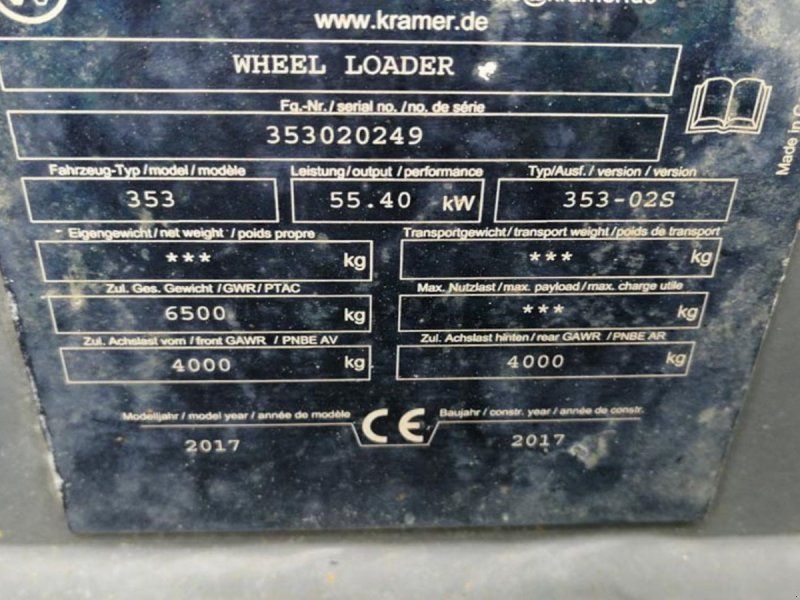 www.kramer.de
WHEEL LOADER
Fg.-Nr./serial no./no. de série
353020249
Fahrzeug-Typ/model/modèle Leistung/output/performance Typ/Ausf./version/version
353 55.40 kW 353-02S
Eigengewicht/net weight/poids propre Transportgewicht/transport weight/poids de transport
*** kg *** kg
Zul. Ges. Gewicht/GWR/PTAC Max. Nutzlast/max. payload/max. charge utile
6500 kg *** kg
Zul. Achslast vorn/front GAWR/PNBE AV Zul. Achslast hinten/rear GAWR/PNBE AR
4000 kg 4000 kg
Modelljahr/model year/année de modèle CE Baujahr/constr. year/année de constr.
2017 2017
Made in